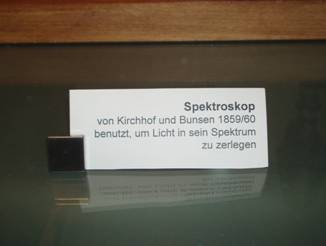 Spektroskop
von Kirchhof und Bunsen 1859/60
benutzt, um Licht in sein Spektrum
zu zerlegen